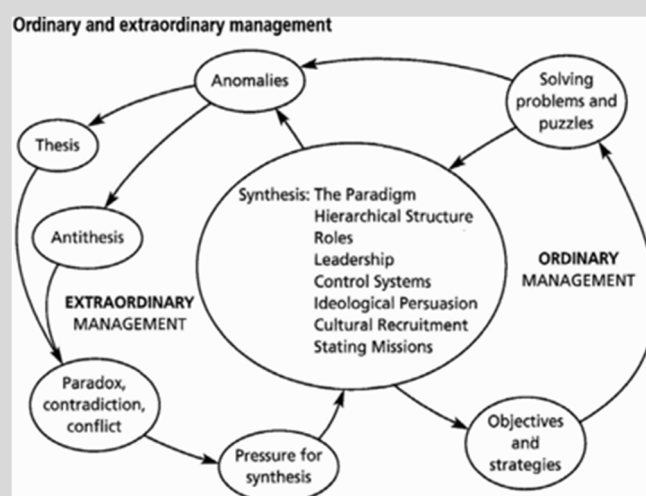 Ordinary and extraordinary management
Anomalies
Solving
problems and
puzzles
Thesis
Synthesis: The Paradigm
Hierarchical Structure
Roles
Leadership
Control Systems
Ideological Persuasion
Cultural Recruitment
Stating Missions
Antithesis
ORDINARY
MANAGEMENT
EXTRAORDINARY
MANAGEMENT
Paradox,
contradiction,
conflict
Pressure for
synthesis
Objectives
and
strategies